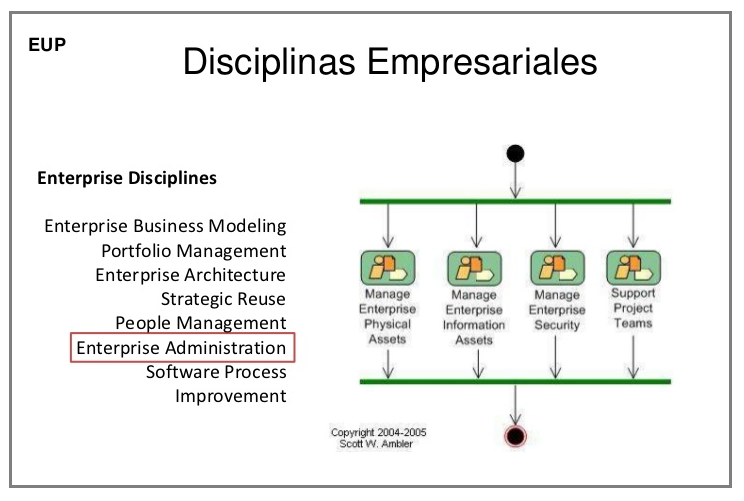 EUP
Disciplinas Empresariales
Enterprise Disciplines
Enterprise Business Modeling
Portfolio Management
Enterprise Architecture
Strategic Reuse
People Management
Enterprise Administration
Software Process
Improvement
Manage
Enterprise
Physical
Assets
Manage
Enterprise
Information
Assets
Manage
Enterprise
Security
Support
Project
Teams
Copyright 2004-2005
Scott W. Ambler